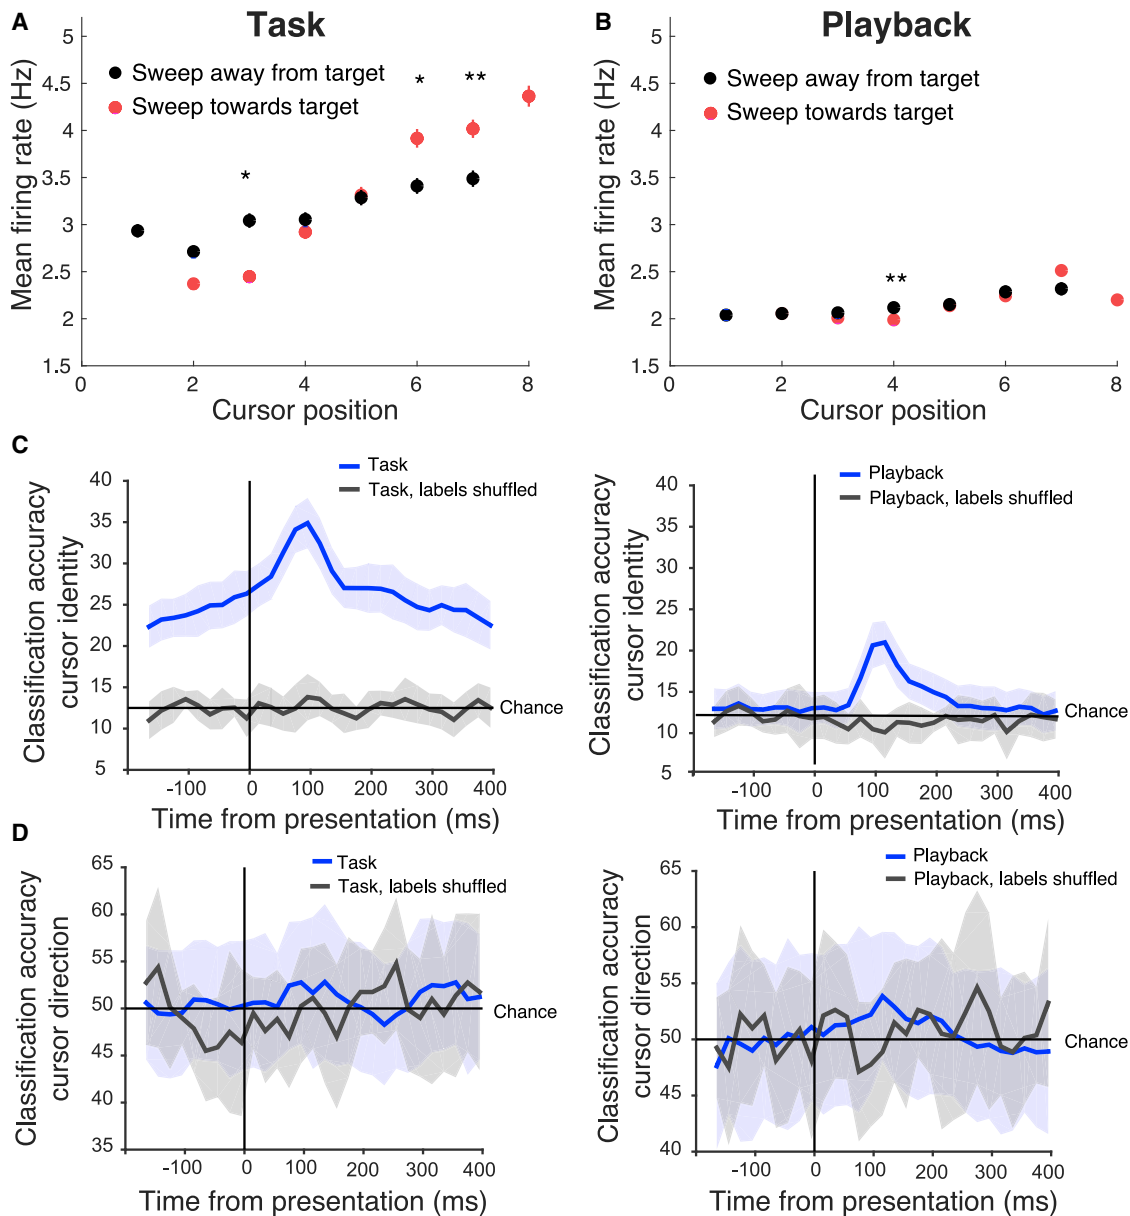 A
Task
Mean firing rate (Hz)
5
4.5
4
3.5
3
2.5
2
1.5
Sweep away from target
Sweep towards target
*
*
**
0
2
4
6
8
Cursor position
B
Playback
Mean firing rate (Hz)
5
4.5
4
3.5
3
2.5
2
1.5
Sweep away from target
Sweep towards target
**
0
2
4
6
8
Cursor position
C
Classification accuracy
cursor identity
40
35
30
25
20
15
10
5
Task
Task, labels shuffled
Chance
-100
0
100
200
300
400
Time from presentation (ms)
Classification accuracy
cursor identity
40
35
30
25
20
15
10
5
Playback
Playback, labels shuffled
Chance
-100
0
100
200
300
400
Time from presentation (ms)
D
Classification accuracy
cursor direction
65
60
55
50
45
40
35
Task
Task, labels shuffled
Chance
-100
0
100
200
300
400
Time from presentation (ms)
Classification accuracy
cursor direction
65
60
55
50
45
40
Playback
Playback, labels shuffled
Chance
-100
0
100
200
300
400
Time from presentation (ms)